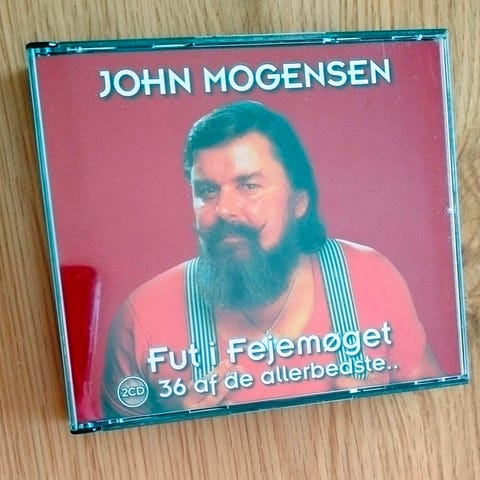 JOHN MOGENSEN
Fut i Fejemøget
36 af de allerbedste..
2CD